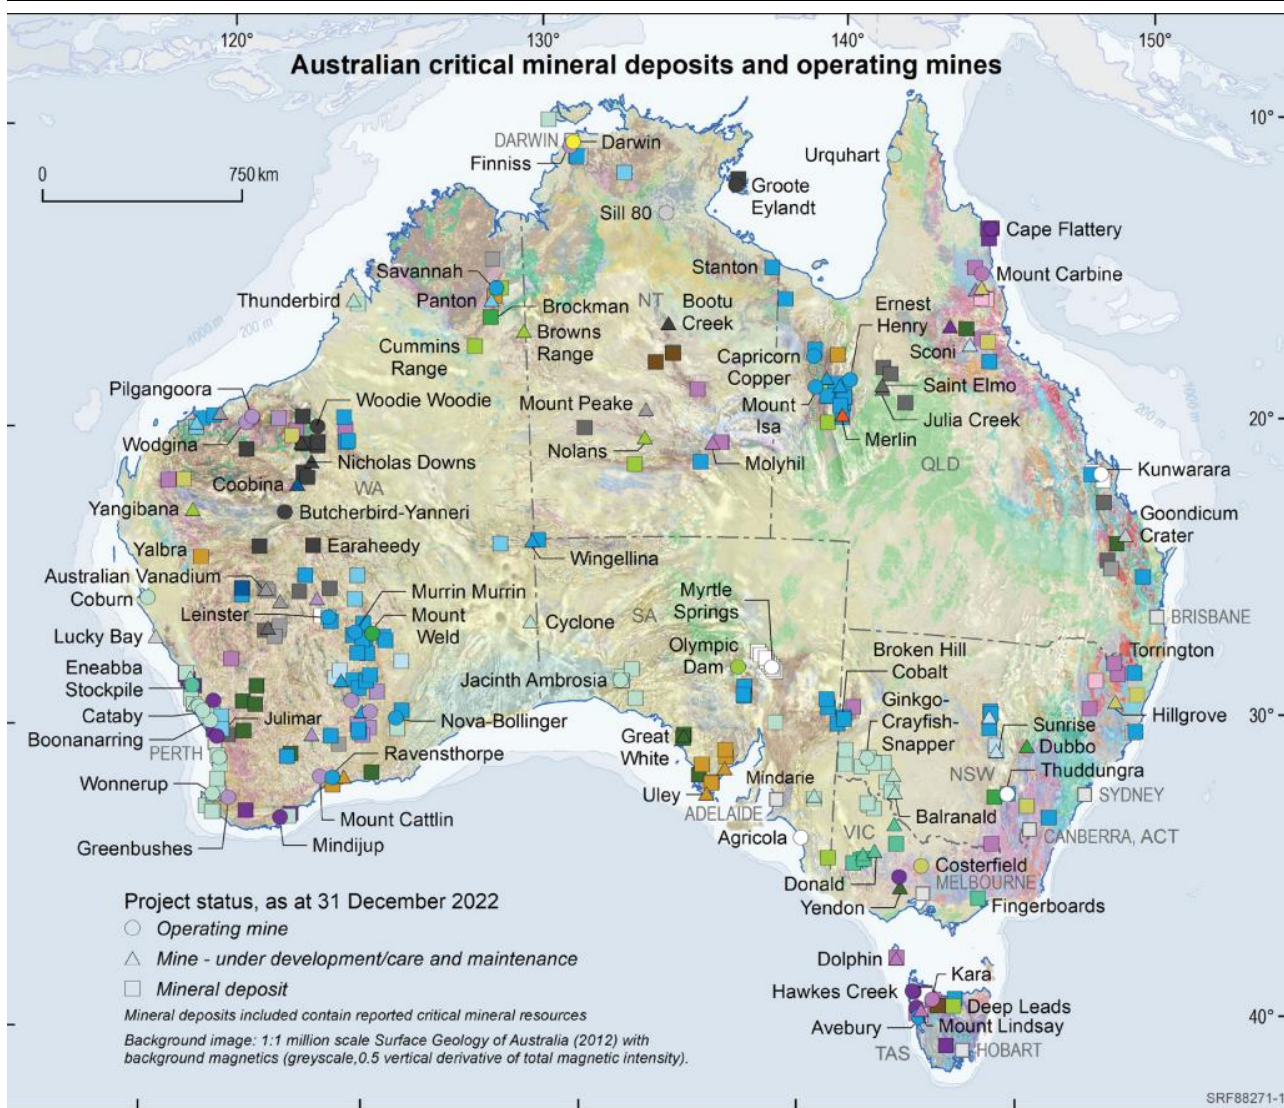 120°
130°
140°
150°
Australian critical mineral deposits and operating mines
10°
DARWIN
Darwin
Finniss
Urquhart
0
750 km
Groote
Eylandt
Sill 80
Cape Flattery
Savannah
Stanton
Mount Carbine
Thunderbird
Panton
NT
Bootu
Creek
Ernest
Henry
Brockman
Browns
Range
Cummins
Range
Capricorn
Copper
Sconi
1000 m
200 m
Pilgangoora
Woodie Woodie
Mount Peake
Mount
Isa
Saint Elmo
Julia Creek
200 m
1000 m
Wodgina
Nolans
Merlin
20°
Nicholas Downs
Molyhil
QLD
Kunwarara
Coobina
WA
Yangibana
Butcherbird-Yanneri
Goondicum
Crater
Yalbra
Earaheedy
Wingellina
Australian Vanadium
Coburn
Murrin Murrin
Leinster
Mount
Weld
Myrtle
Springs
SA
Cyclone
BRISBANE
Lucky Bay
Olympic
Dam
Broken Hill
Cobalt
Torrington
Eneabba
Stockpile
Jacinth Ambrosia
Ginkgo-
Crayfish-
Snapper
Cataby
Julimar
Nova-Bollinger
Hillgrove
30°
Boonanarring
Great
White
Sunrise
Dubbo
PERTH
Ravensthorpe
Mindarie
NSW
Thuddungra
Wonnerup
Uley
SYDNEY
ADELAIDE
Balranald
Mount Cattlin
Agricola
VIC
CANBERRA, ACT
Greenbushes
Mindijup
Costerfield
Donald
MELBOURNE
Yendon
Fingerboards
Project status, as at 31 December 2022
Operating mine
Mine - under development/care and maintenance
Mineral deposit
Mineral deposits included contain reported critical mineral resources
Background image: 1:1 million scale Surface Geology of Australia (2012) with
background magnetics (greyscale,0.5 vertical derivative of total magnetic intensity).
Dolphin
Kara
Hawkes Creek
Deep Leads
Avebury
Mount Lindsay
40°
TAS
HOBART
SRF88271-1